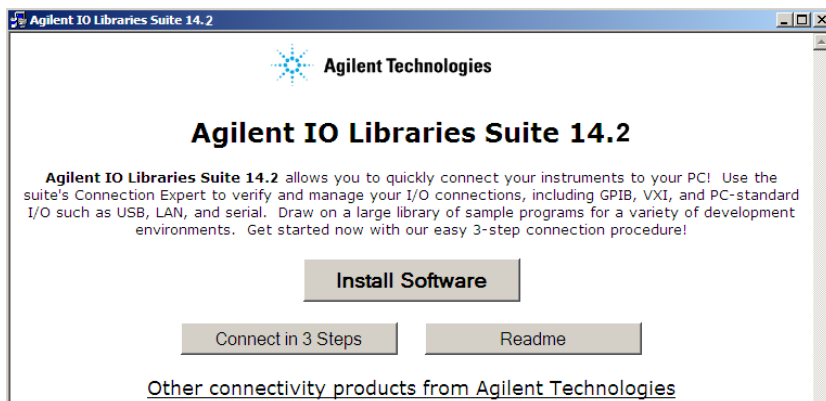 Agilent IO Libraries Suite 14.2
Agilent Technologies
Agilent IO Libraries Suite 14.2
Agilent IO Libraries Suite 14.2 allows you to quickly connect your instruments to your PC! Use the
suite's Connection Expert to verify and manage your I/O connections, including GPIB, VXI, and PC-standard
I/O such as USB, LAN, and serial. Draw on a large library of sample programs for a variety of development
environments. Get started now with our easy 3-step connection procedure!
Install Software
Connect in 3 Steps
Readme
Other connectivity products from Agilent Technologies